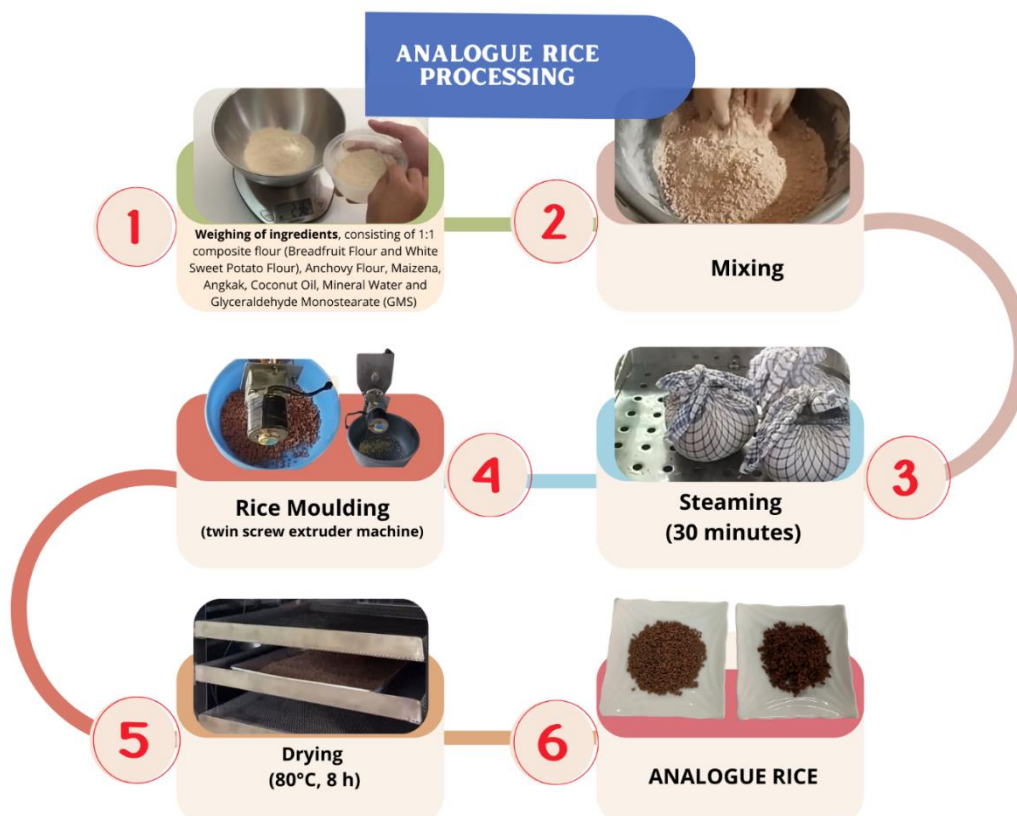 ANALOGUE RICE
PROCESSING
1
Weighing of ingredients, consisting of 1:1
composite flour (Breadfruit Flour and White
Sweet Potato Flour), Anchovy Flour, Maizena,
Angkak, Coconut Oil, Mineral Water and
Glyceraldehyde Monostearate (GMS)
2
Mixing
3
Steaming
(30 minutes)
4
Rice Moulding
(twin screw extruder machine)
5
Drying
(80°C, 8 h)
6
ANALOGUE RICE